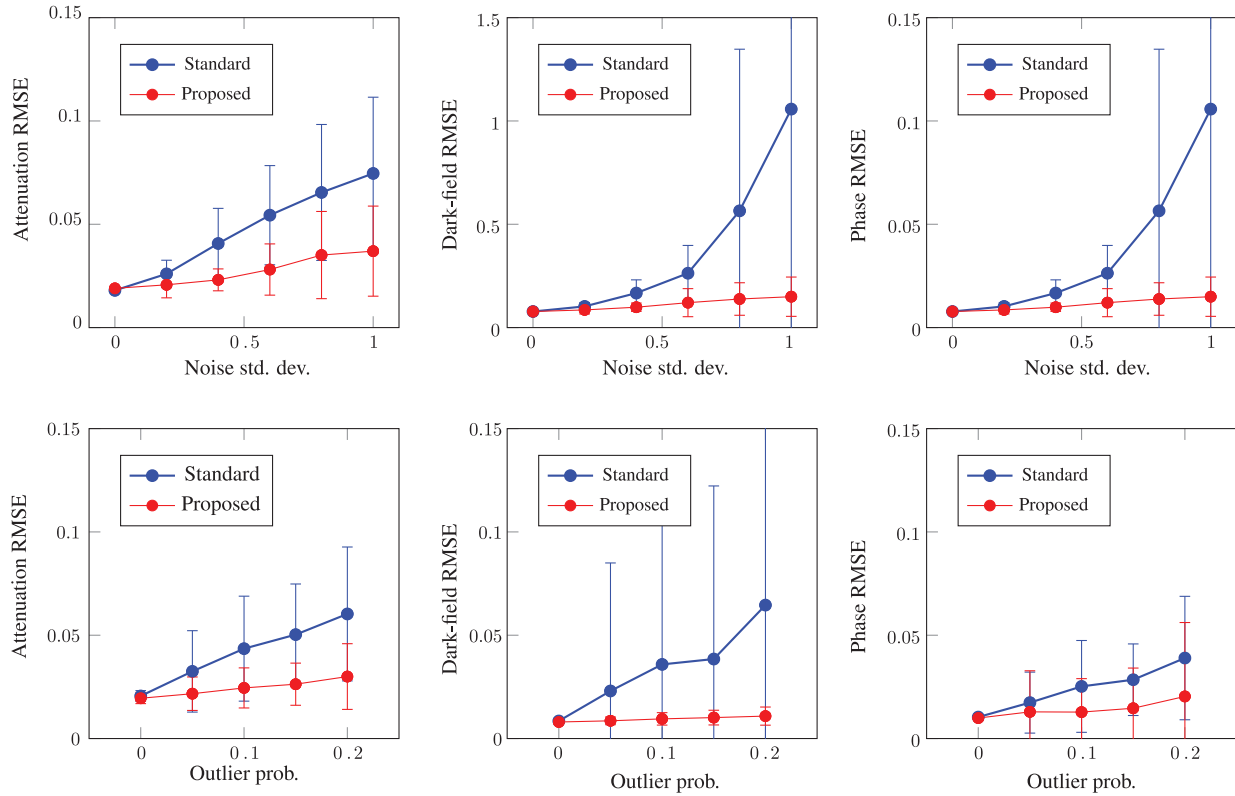 0.15
0.1
0.05
0
Attenuation RMSE
Standard
Proposed
0
0.5
1
Noise std. dev.
1.5
1
0.5
0
Dark-field RMSE
Standard
Proposed
0
0.5
1
Noise std. dev.
0.15
0.1
0.05
0
Phase RMSE
Standard
Proposed
0
0.5
1
Noise std. dev.
0.15
0.1
0.05
0
Attenuation RMSE
Standard
Proposed
0
0.1
0.2
Outlier prob.
0.15
0.1
0.05
0
Dark-field RMSE
Standard
Proposed
0
0.1
0.2
Outlier prob.
0.15
0.1
0.05
0
Phase RMSE
Standard
Proposed
0
0.1
0.2
Outlier prob.